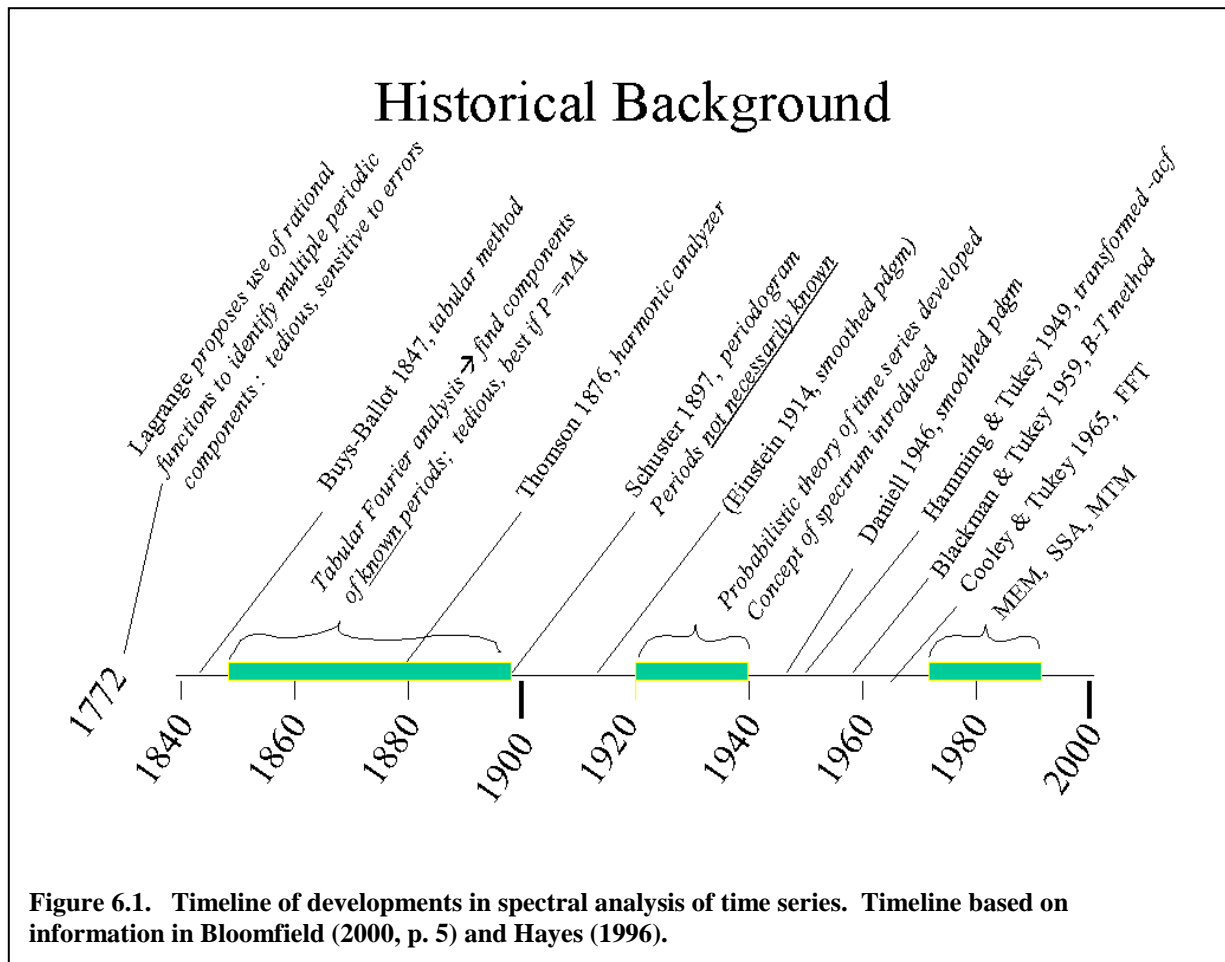 Historical Background
Lagrange proposes use of rational
functions to identify multiple periodic
components: tedious, sensitive to errors
Buys-Ballot 1847, tabular method
Tabular Fourier analysis → find components
of known periods; tedious, best if P =nΔt
Thomson 1876, harmonic analyzer
Schuster 1897, periodogram
Periods not necessarily known
(Einstein 1914, smoothed pdgm)
Probabilistic theory of time series developed
Concept of spectrum introduced
Daniell 1946, smoothed pdgm
Hamming & Tukey 1949, transformed -acf
Blackman & Tukey 1959, B-T method
Cooley & Tukey 1965, FFT
MEM, SSA, MTM
1772
1840
1860
1880
1900
1920
1940
1960
1980
2000
Figure 6.1. Timeline of developments in spectral analysis of time series. Timeline based on
information in Bloomfield (2000, p. 5) and Hayes (1996).